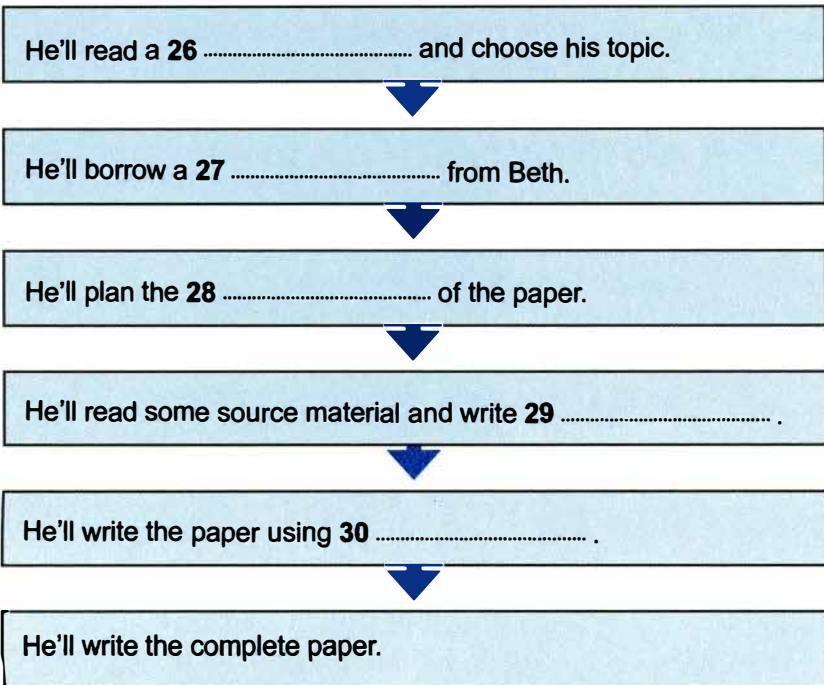 He'll read a 26 .................................... and choose his topic.
He'll borrow a 27 .................................... from Beth.
He'll plan the 28 .................................... of the paper.
He'll read some source material and write 29 .................................... .
He'll write the paper using 30 .................................... .
He'll write the complete paper.